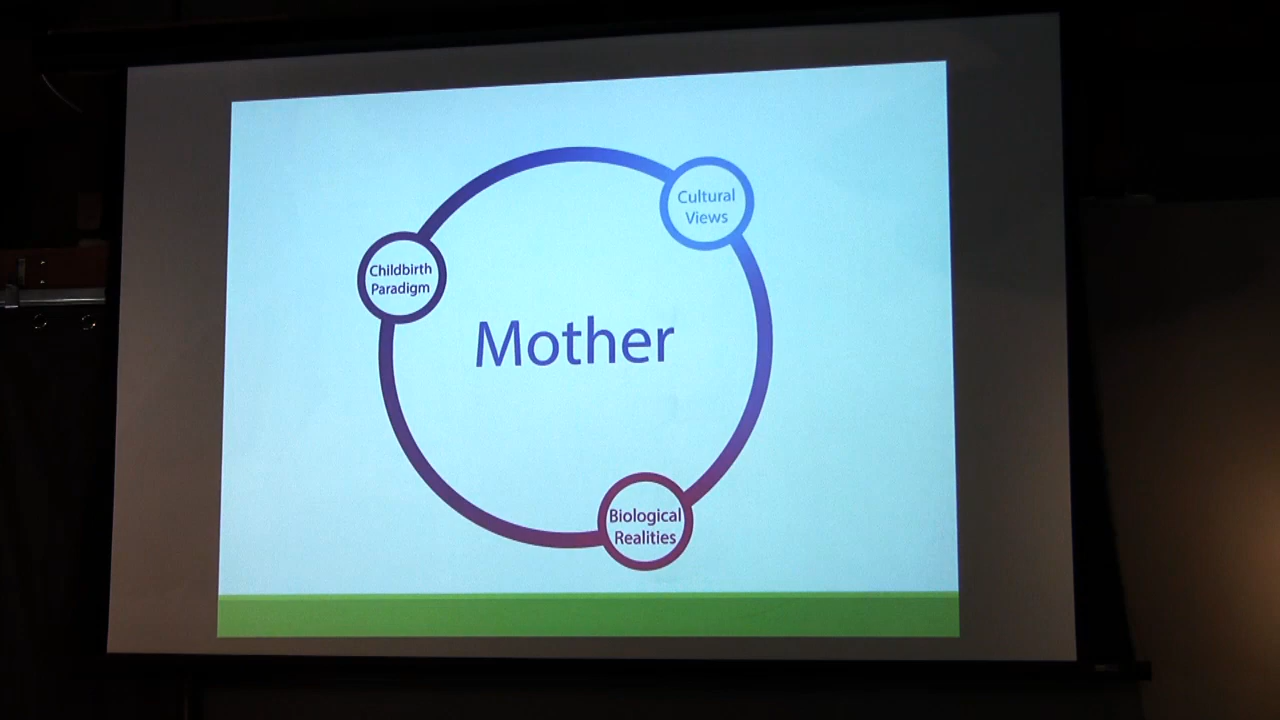 Cultural
Views
Childbirth
Paradigm
Mother
Biological
Realities